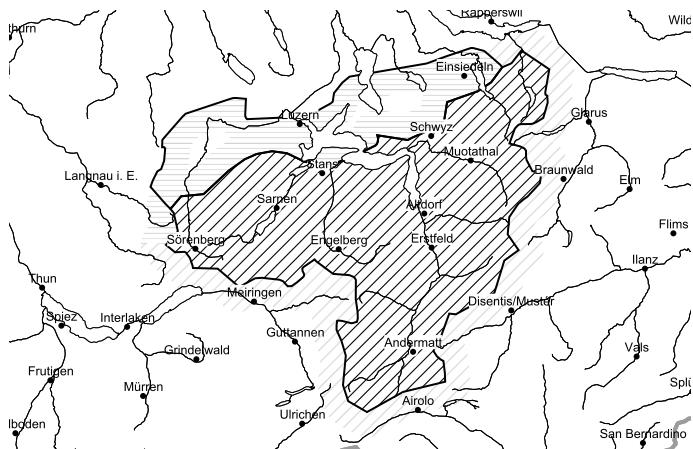 Rapperswil
Wild
thurn
Einsiedeln
Luzern
Glarus
Schwyz
Muotathal
Stans
Langnau i. E.
Braunwald
Elm
Sarnen
Altdorf
Flims
Sörenberg
Engelberg
Erstfeld
Ilanz
Thun
Meiringen
Disentis/Muster
Spiez
Interlaken
Guttannen
Andermatt
Grindelwald
Vals
Frutigen
Mürren
Splü
Airolo
Ulrichen
lboden
San Bernardino